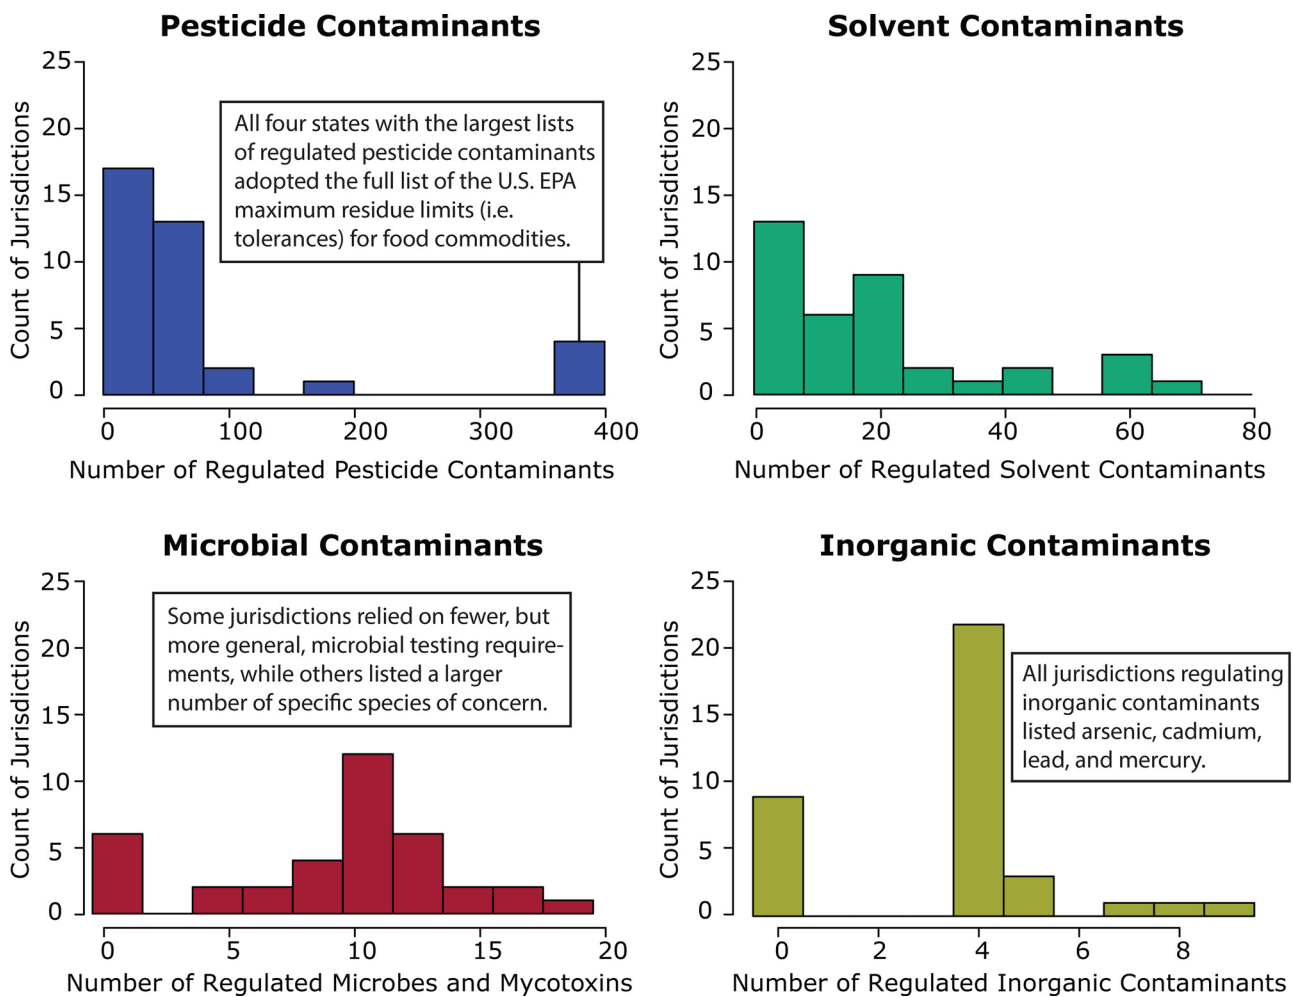 Pesticide Contaminants
25
20
15
10
5
0
Count of Jurisdictions
All four states with the largest lists
of regulated pesticide contaminants
adopted the full list of the U.S. EPA
maximum residue limits (i.e.
tolerances) for food commodities.
0 100 200 300 400
Number of Regulated Pesticide Contaminants
Solvent Contaminants
25
20
15
10
5
0
Count of Jurisdictions
0 20 40 60 80
Number of Regulated Solvent Contaminants
Microbial Contaminants
25
20
15
10
5
0
Count of Jurisdictions
Some jurisdictions relied on fewer, but
more general, microbial testing require-
ments, while others listed a larger
number of specific species of concern.
0 5 10 15 20
Number of Regulated Microbes and Mycotoxins
Inorganic Contaminants
25
20
15
10
5
0
Count of Jurisdictions
All jurisdictions regulating
inorganic contaminants
listed arsenic, cadmium,
lead, and mercury.
0 2 4 6 8
Number of Regulated Inorganic Contaminants